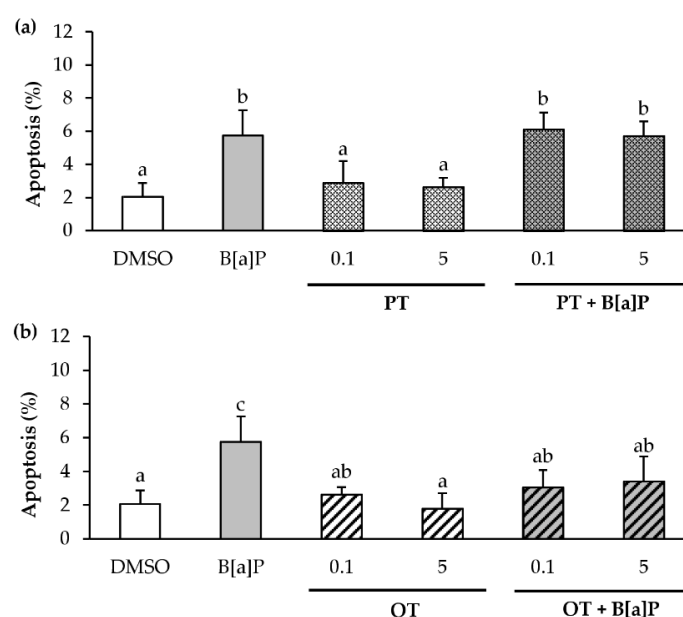 (a)
Apoptosis (%)
12
10
8
6
4
2
0
a
b
a
a
b
b
DMSO
B[a]P
0.1
5
0.1
5
PT
PT + B[a]P
(b)
Apoptosis (%)
12
10
8
6
4
2
0
a
c
ab
a
ab
ab
DMSO
B[a]P
0.1
5
0.1
5
OT
OT + B[a]P